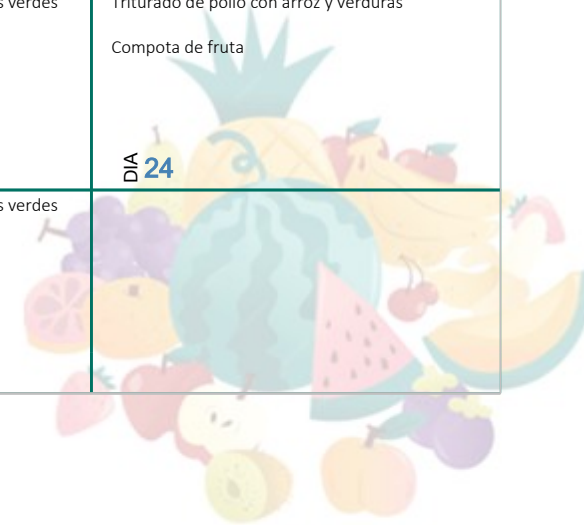 s verdes
Triturado de pollo con arroz y verduras
Compota de fruta
DIA 24
s verdes